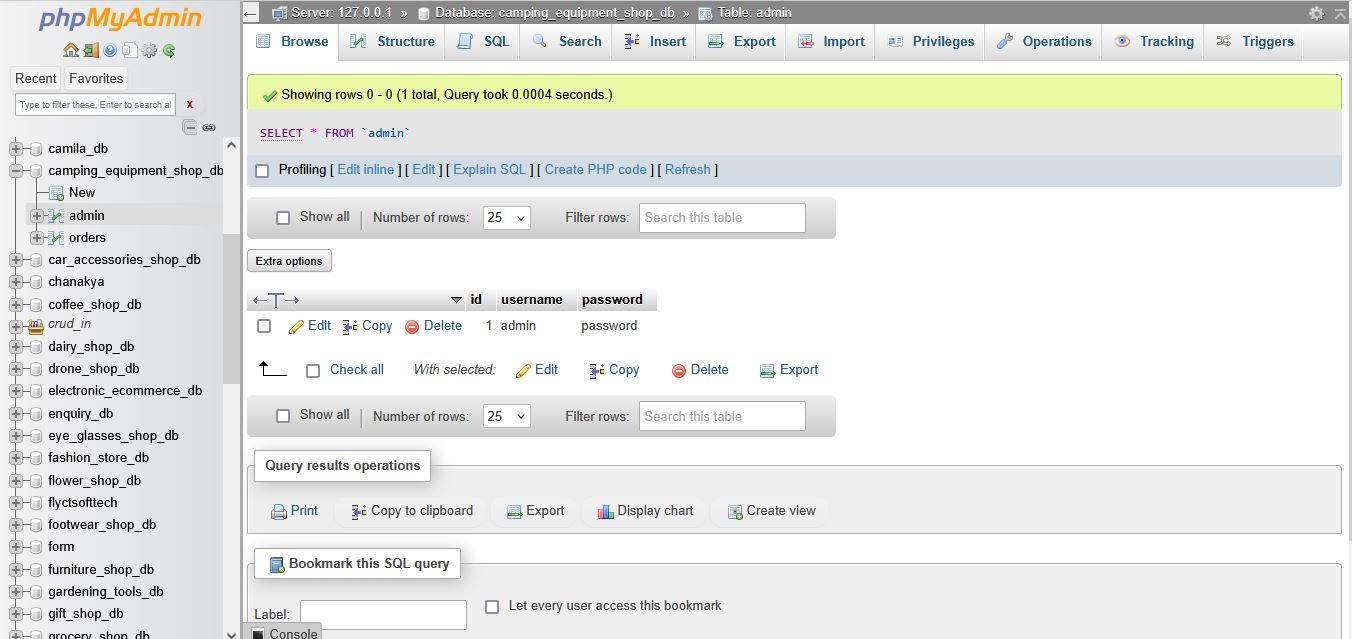 phpMyAdmin
Recent Favorites
Type to filter these, Enter to search al X
camila_db
camping_equipment_shop_db
New
admin
orders
car_accessories_shop_db
chanakya
coffee_shop_db
crud_in
dairy_shop_db
drone_shop_db
electronic_ecommerce_db
enquiry_db
eye_glasses_shop_db
fashion_store_db
flower_shop_db
flyctsofttech
footwear_shop_db
form
furniture_shop_db
gardening_tools_db
gift_shop_db
grocery_shop_db
Server: 127.0.0.1 » Database: camping_equipment_shop_db » Table: admin
Browse Structure SQL Search Insert Export Import Privileges Operations Tracking Triggers
Showing rows 0 - 0 (1 total, Query took 0.0004 seconds.)
SELECT * FROM `admin`
Profiling [ Edit inline ] [ Edit ] [ Explain SQL ] [ Create PHP code ] [ Refresh ]
Show all | Number of rows: 25 Filter rows: Search this table
Extra options
←T→ id username password
Edit Copy Delete 1 admin password
Check all With selected: Edit Copy Delete Export
Show all | Number of rows: 25 Filter rows: Search this table
Query results operations
Print Copy to clipboard Export Display chart Create view
Bookmark this SQL query
Label: Let every user access this bookmark
Console